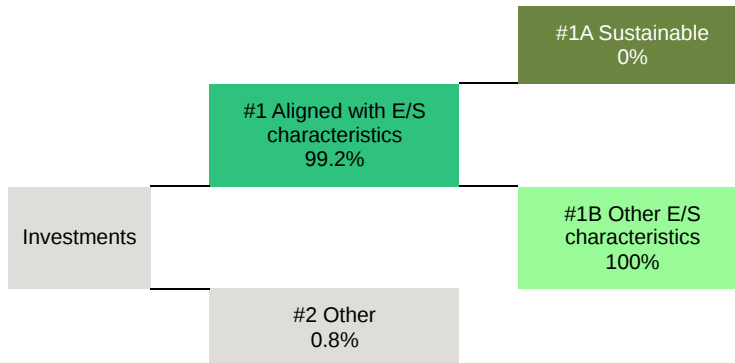 #1A Sustainable
0%
#1 Aligned with E/S
characteristics
99.2%
Investments
#1B Other E/S
characteristics
100%
#2 Other
0.8%